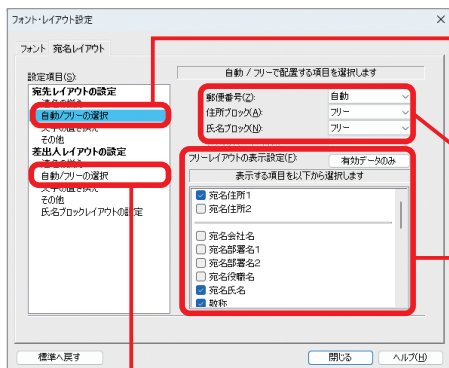 フォント・レイアウト設定
フォント 宛名レイアウト
設定項目(S):
宛先レイアウトの設定
自動/フリーの選択
その他
差出人レイアウトの設定
自動/フリーの選択
文字の置き換え
その他
氏名ブロックレイアウトの設定
自動 / フリーで配置する項目を選択します
郵便番号(Z): 自動
住所ブロック(A): フリー
氏名ブロック(N): フリー
フリーレイアウトの表示設定(F): 有効データのみ
表示する項目を以下から選択します
宛名住所1
宛名住所2
宛名会社名
宛名部署名1
宛名部署名2
宛名役職名
宛名氏名
敬称
標準へ戻す 閉じる ヘルプ(H)